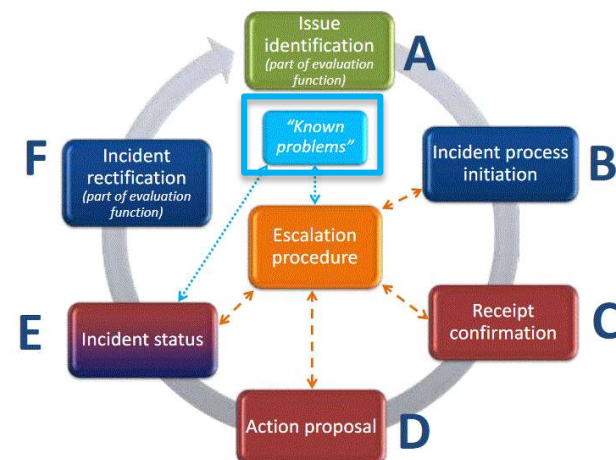 Issue
identification
(part of evaluation
function)
A
"Known
problems"
F
Incident
rectification
(part of evaluation
function)
Incident process
initiation
B
Escalation
procedure
E
Incident status
Receipt
confirmation
C
Action proposal
D